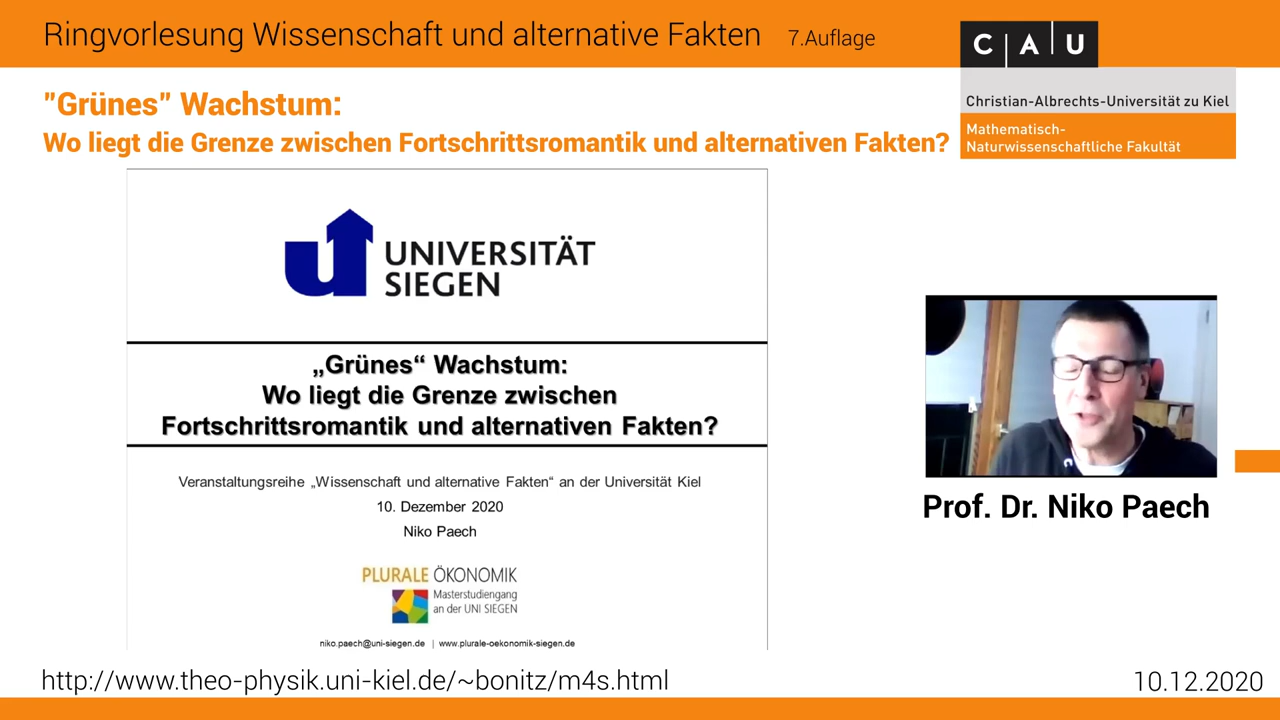 Ringvorlesung Wissenschaft und alternative Fakten 7.Auflage
CAU
Christian-Albrechts-Universität zu Kiel
Mathematisch-
Naturwissenschaftliche Fakultät
"Grünes" Wachstum:
Wo liegt die Grenze zwischen Fortschrittsromantik und alternativen Fakten?
UNIVERSITÄT
SIEGEN
„Grünes“ Wachstum:
Wo liegt die Grenze zwischen
Fortschrittsromantik und alternativen Fakten?
Veranstaltungsreihe „Wissenschaft und alternative Fakten“ an der Universität Kiel
10. Dezember 2020
Niko Paech
PLURALE ÖKONOMIK
Masterstudiengang
an der UNI SIEGEN
niko.paech@uni-siegen.de | www.plurale-oekonomik-siegen.de
Prof. Dr. Niko Paech
http://www.theo-physik.uni-kiel.de/~bonitz/m4s.html
10.12.2020